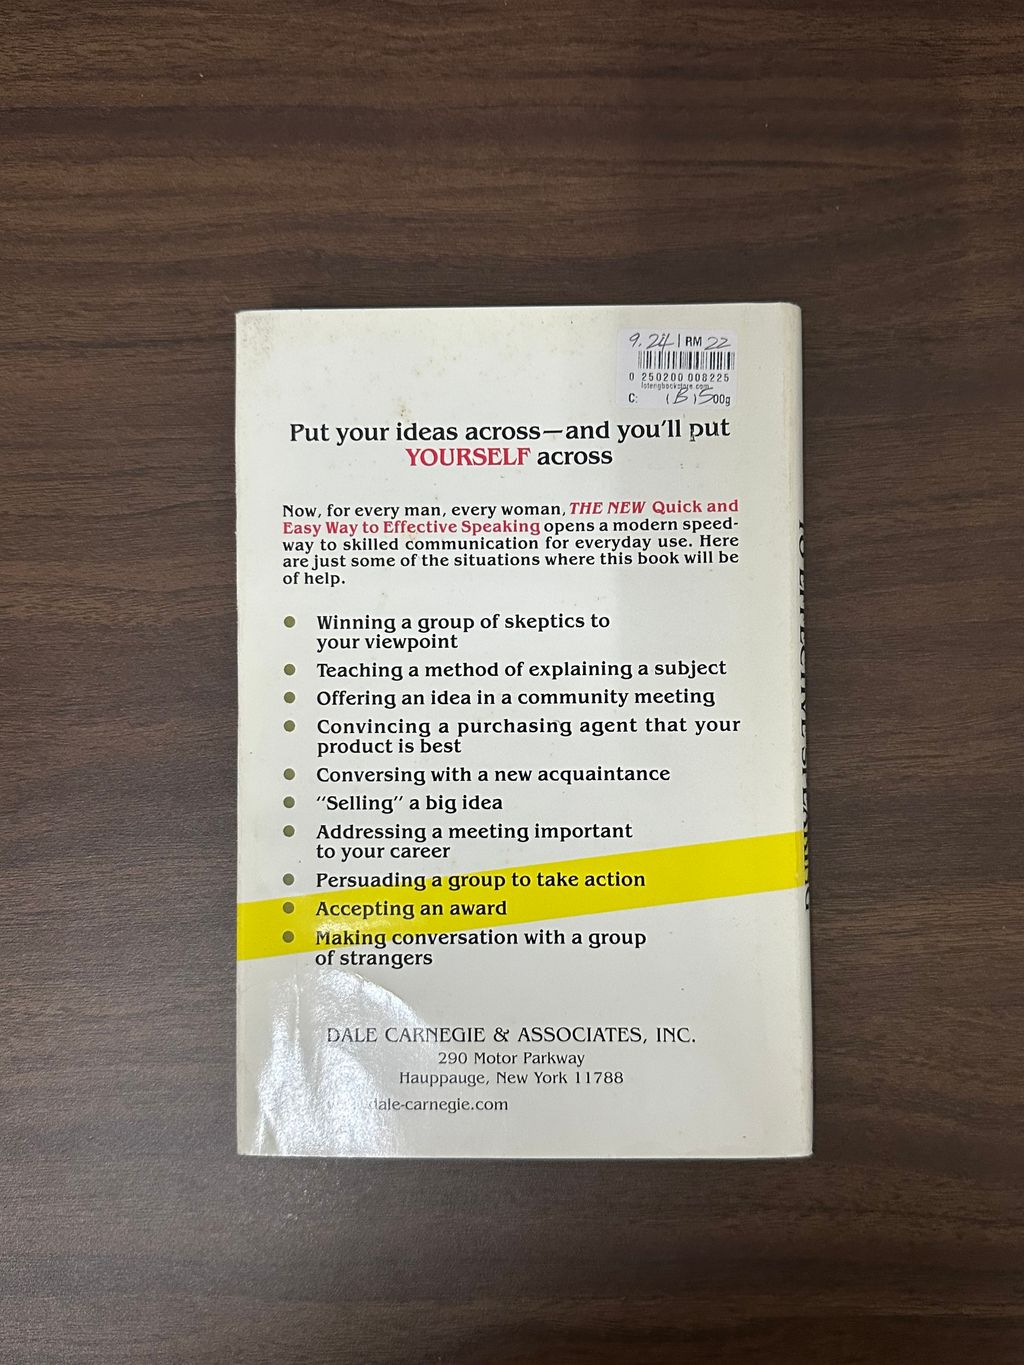 9.24 | RM 22
0 250200 008225
lotengbookstore.com
C: (B) 500g
Put your ideas across—and you'll put
YOURSELF across
Now, for every man, every woman, THE NEW Quick and
Easy Way to Effective Speaking opens a modern speed-
way to skilled communication for everyday use. Here
are just some of the situations where this book will be
of help.
● Winning a group of skeptics to
your viewpoint
● Teaching a method of explaining a subject
● Offering an idea in a community meeting
● Convincing a purchasing agent that your
product is best
● Conversing with a new acquaintance
● "Selling" a big idea
● Addressing a meeting important
to your career
● Persuading a group to take action
● Accepting an award
● Making conversation with a group
of strangers
DALE CARNEGIE & ASSOCIATES, INC.
290 Motor Parkway
Hauppauge, New York 11788
dale-carnegie.com
TO EFFECTIVE SPEAKING